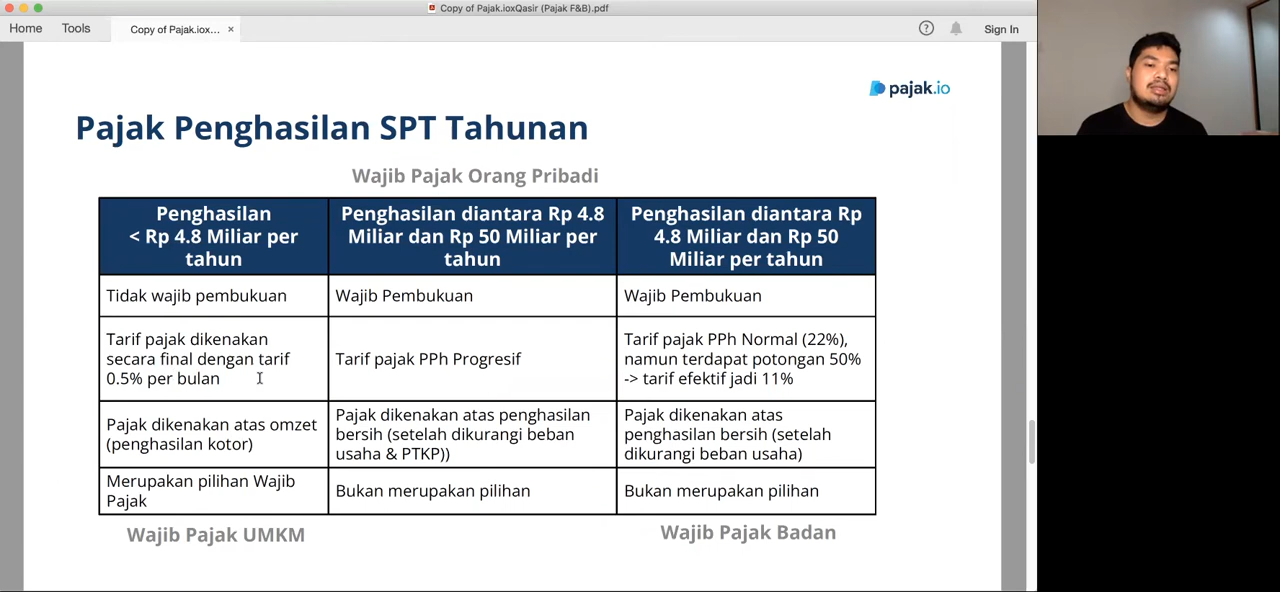 Copy of Pajak.ioxQasir (Pajak F&B).pdf
Home
Tools
Copy of Pajak.iox...
×
?
Sign In
pajak.io
Pajak Penghasilan SPT Tahunan
Wajib Pajak Orang Pribadi
Penghasilan
< Rp 4.8 Miliar per
tahun
Penghasilan diantara Rp 4.8
Miliar dan Rp 50 Miliar per
tahun
Penghasilan diantara Rp
4.8 Miliar dan Rp 50
Miliar per tahun
Tidak wajib pembukuan
Wajib Pembukuan
Wajib Pembukuan
Tarif pajak dikenakan
secara final dengan tarif
0.5% per bulan
Tarif pajak PPh Progresif
Tarif pajak PPh Normal (22%),
namun terdapat potongan 50%
-> tarif efektif jadi 11%
Pajak dikenakan atas omzet
(penghasilan kotor)
Pajak dikenakan atas penghasilan
bersih (setelah dikurangi beban
usaha & PTKP))
Pajak dikenakan atas
penghasilan bersih (setelah
dikurangi beban usaha)
Merupakan pilihan Wajib
Pajak
Bukan merupakan pilihan
Bukan merupakan pilihan
Wajib Pajak UMKM
Wajib Pajak Badan